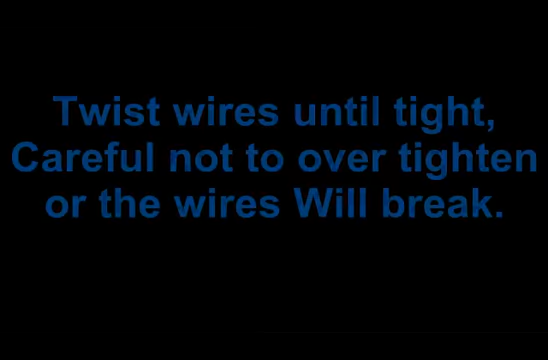 Twist wires until tight,
Careful not to over tighten
or the wires Will break.